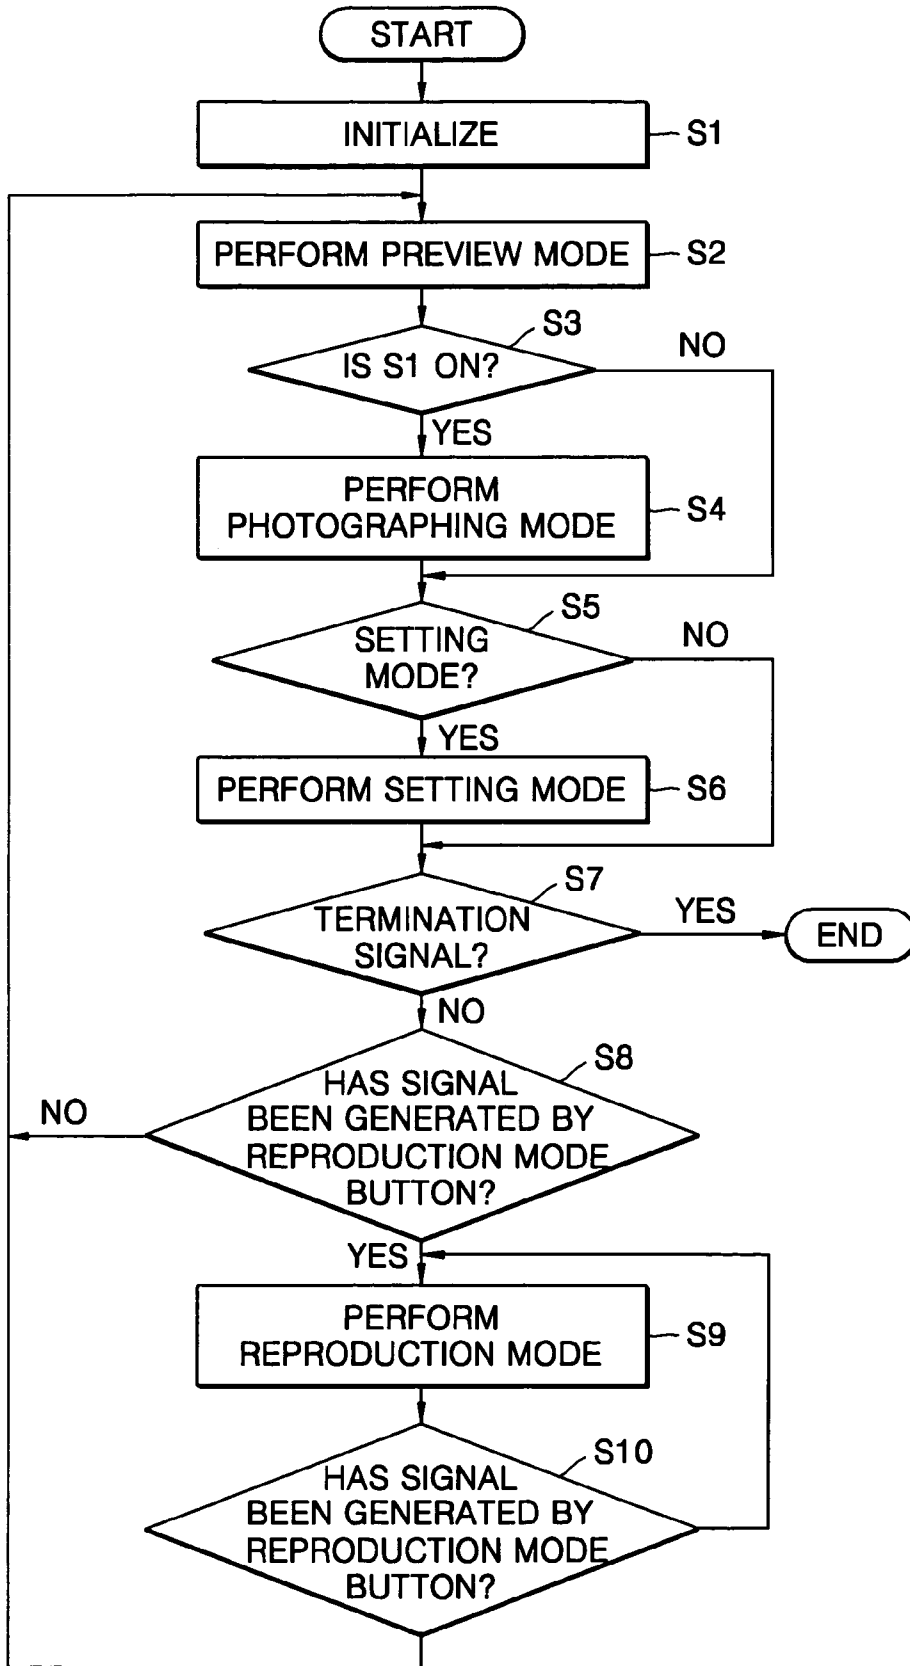 START
INITIALIZE
S1
PERFORM PREVIEW MODE
S2
S3
IS S1 ON?
NO
YES
PERFORM
PHOTOGRAPHING MODE
S4
S5
SETTING
MODE?
NO
YES
PERFORM SETTING MODE
S6
S7
TERMINATION
SIGNAL?
YES
END
NO
S8
HAS SIGNAL
BEEN GENERATED BY
REPRODUCTION MODE
BUTTON?
NO
YES
PERFORM
REPRODUCTION MODE
S9
S10
HAS SIGNAL
BEEN GENERATED BY
REPRODUCTION MODE
BUTTON?